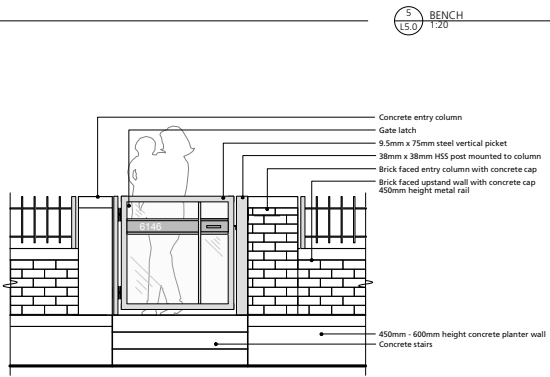 5
L5.0
BENCH
1:20
Concrete entry column
Gate latch
9.5mm x 75mm steel vertical picket
38mm x 38mm HSS post mounted to column
Brick faced entry column with concrete cap
Brick faced upstand wall with concrete cap
450mm height metal rail
6146
450mm - 600mm height concrete planter wall
Concrete stairs